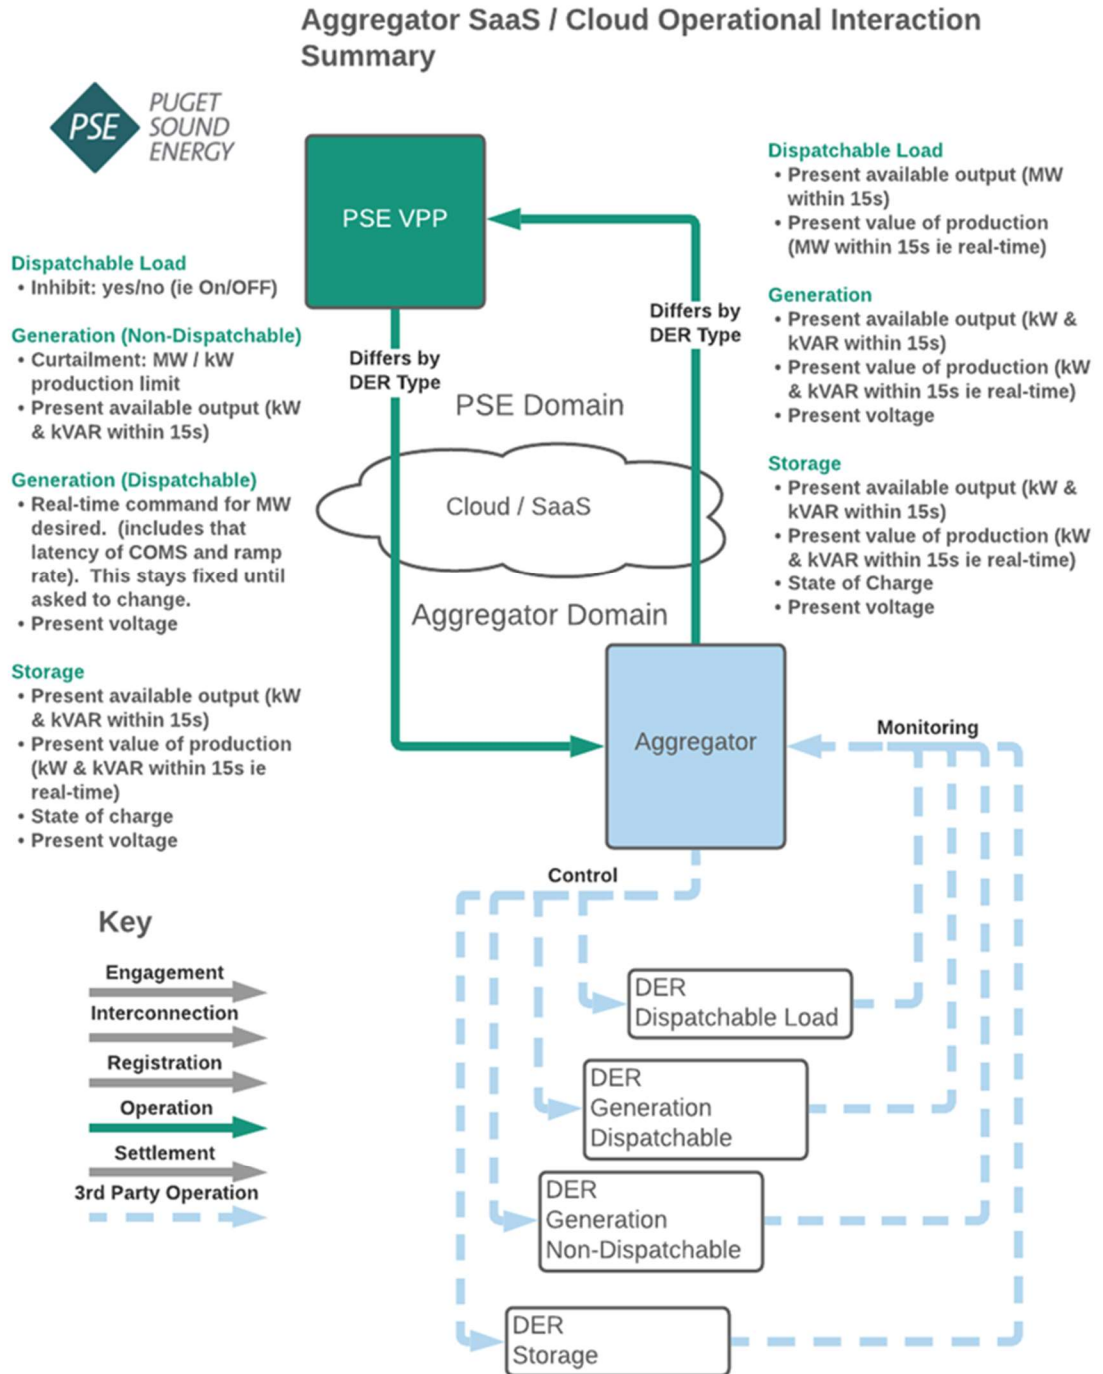 Aggregator SaaS / Cloud Operational Interaction
Summary
PSE
PUGET
SOUND
ENERGY
PSE VPP
Dispatchable Load
• Inhibit: yes/no (ie On/OFF)
Generation (Non-Dispatchable)
• Curtailment: MW / kW
production limit
• Present available output (kW
& kVAR within 15s)
Generation (Dispatchable)
• Real-time command for MW
desired. (includes that
latency of COMS and ramp
rate). This stays fixed until
asked to change.
• Present voltage
Storage
• Present available output (kW
& kVAR within 15s)
• Present value of production
(kW & kVAR within 15s ie
real-time)
• State of charge
• Present voltage
Differs by
DER Type
Differs by
DER Type
PSE Domain
Cloud / SaaS
Aggregator Domain
Dispatchable Load
• Present available output (MW
within 15s)
• Present value of production
(MW within 15s ie real-time)
Generation
• Present available output (kW &
kVAR within 15s)
• Present value of production (kW
& kVAR within 15s ie real-time)
• Present voltage
Storage
• Present available output (kW &
kVAR within 15s)
• Present value of production (kW
& kVAR within 15s ie real-time)
• State of Charge
• Present voltage
Aggregator
Monitoring
Control
DER
Dispatchable Load
DER
Generation
Dispatchable
DER
Generation
Non-Dispatchable
DER
Storage
Key
Engagement
Interconnection
Registration
Operation
Settlement
3rd Party Operation